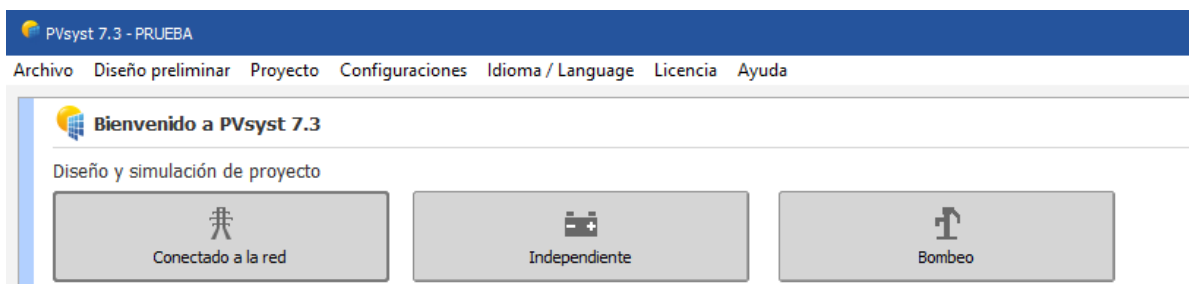 PVsyst 7.3 - PRUEBA
Archivo Diseño preliminar Proyecto Configuraciones Idioma / Language Licencia Ayuda
Bienvenido a PVsyst 7.3
Diseño y simulación de proyecto
Conectado a la red Independiente Bombeo